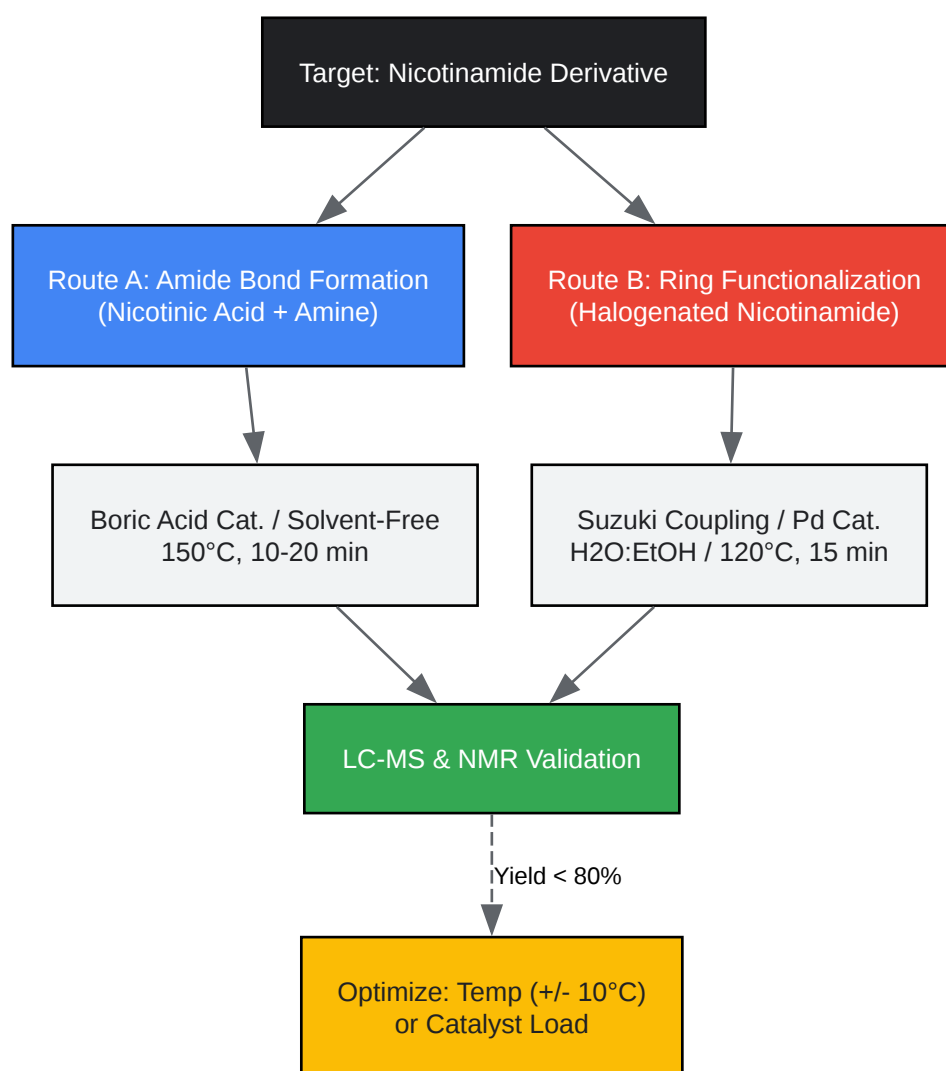 Target: Nicotinamide Derivative
Route A: Amide Bond Formation
(Nicotinic Acid + Amine)
Route B: Ring Functionalization
(Halogenated Nicotinamide)
Boric Acid Cat. / Solvent-Free
150°C, 10-20 min
Suzuki Coupling / Pd Cat.
H2O:EtOH / 120°C, 15 min
LC-MS & NMR Validation
Yield < 80%
Optimize: Temp (+/- 10°C)
or Catalyst Load